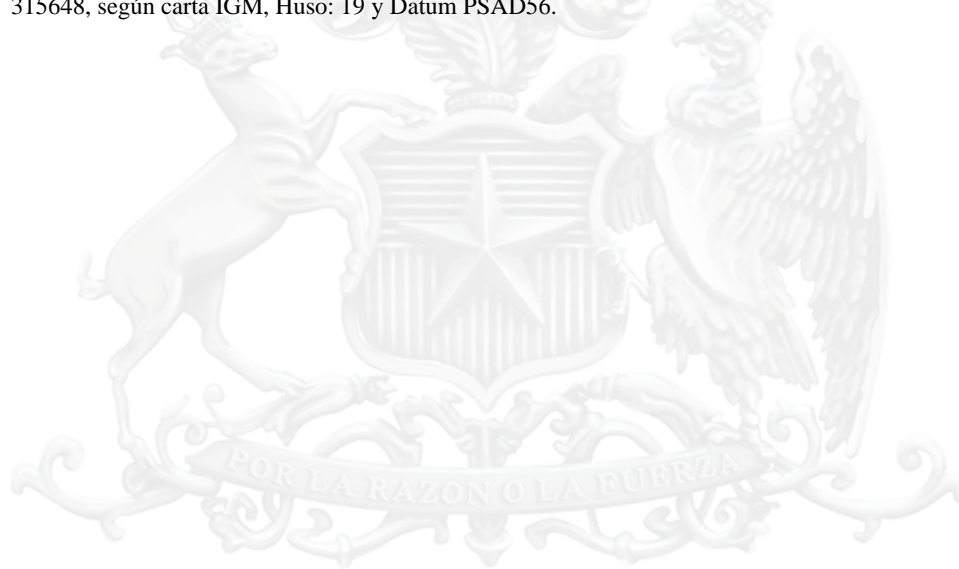 315648, según carta IGM, Huso: 19 y Datum PSAD56.
POR LA RAZON O LA FUERZA